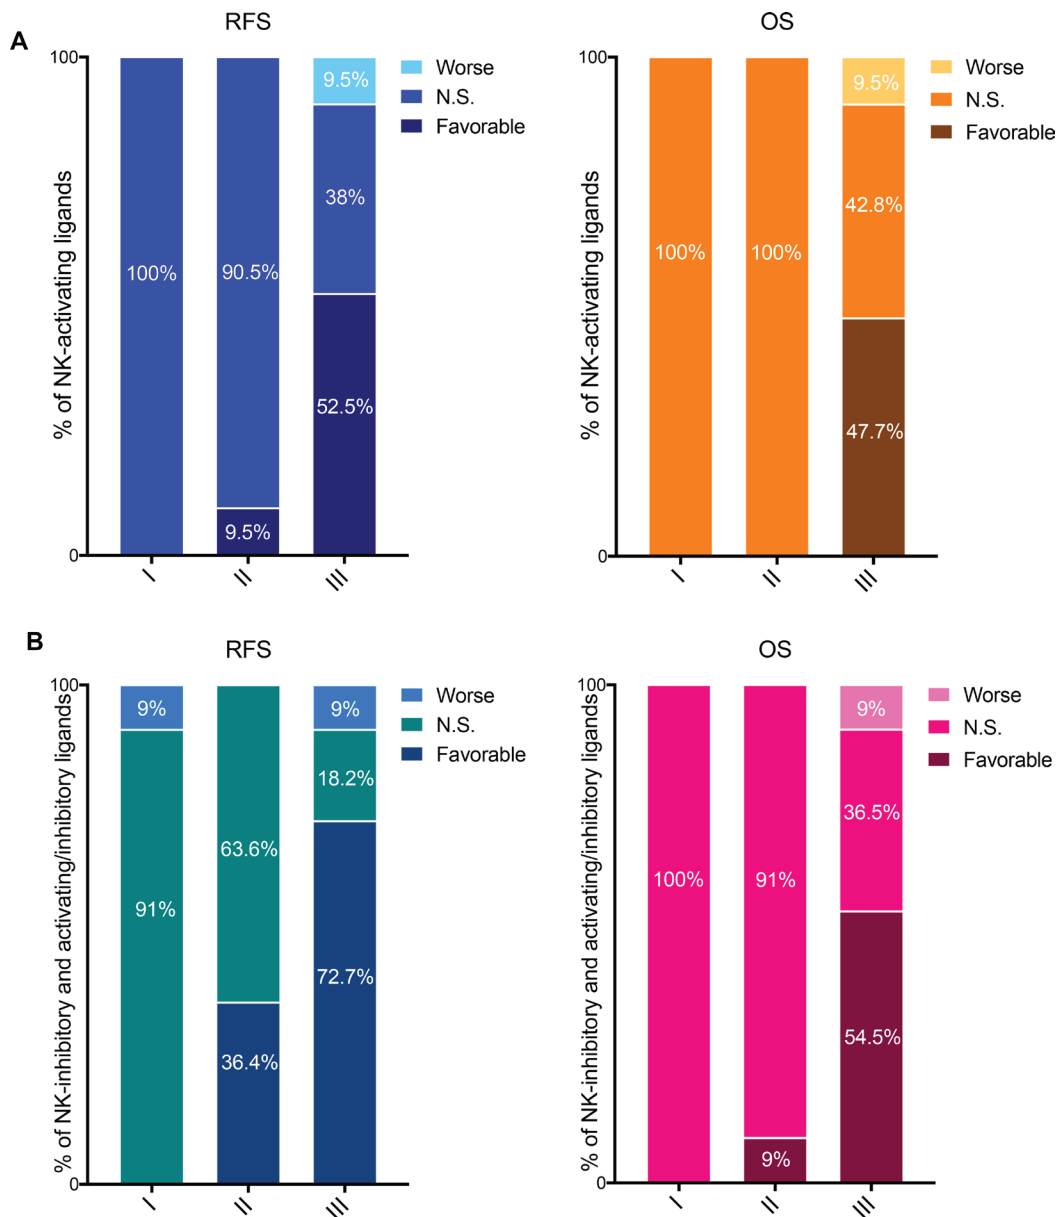 A
RFS
% of NK-activating ligands
100
0
100%
90.5%
9.5%
9.5%
38%
52.5%
I
II
III
Worse
N.S.
Favorable
OS
% of NK-activating ligands
100
0
100%
100%
9.5%
42.8%
47.7%
I
II
III
Worse
N.S.
Favorable
B
RFS
% of NK-inhibitory and activating/inhibitory ligands
100
0
9%
91%
63.6%
36.4%
9%
18.2%
72.7%
I
II
III
Worse
N.S.
Favorable
OS
% of NK-inhibitory and activating/inhibitory ligands
100
0
100%
91%
9%
9%
36.5%
54.5%
I
II
III
Worse
N.S.
Favorable